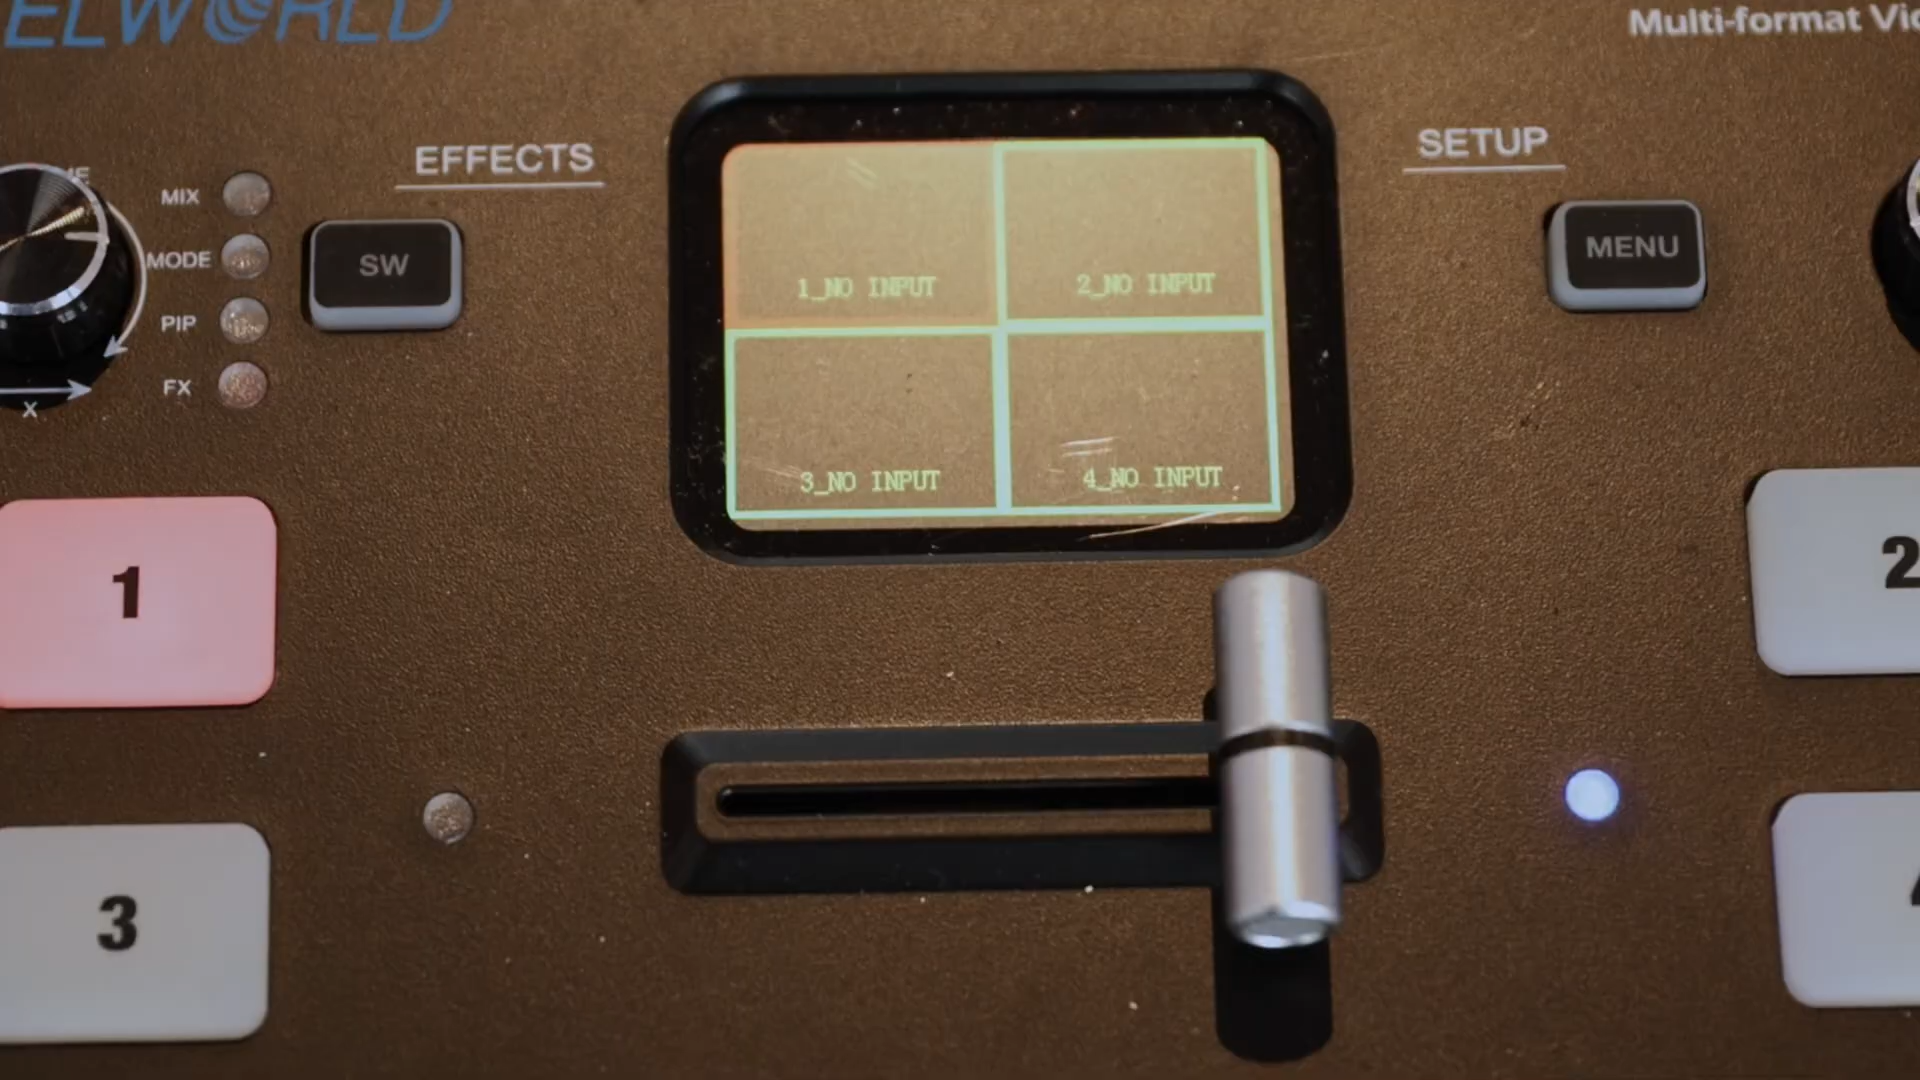 ELWORLD
Multi-format
EFFECTS
SETUP
MIX
MODE
PIP
FX
X
SW
MENU
1_NO INPUT
2_NO INPUT
3_NO INPUT
4_NO INPUT
1
2
3